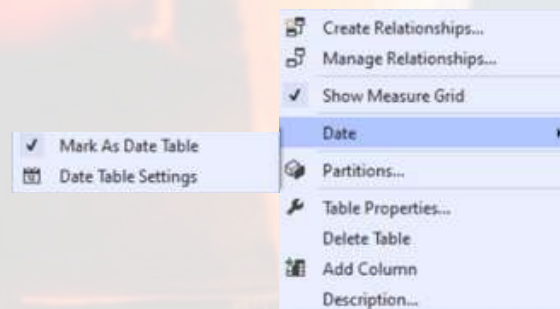 Create Relationships...
Manage Relationships...
Show Measure Grid
Date
Mark As Date Table
Date Table Settings
Partitions...
Table Properties...
Delete Table
Add Column
Description...